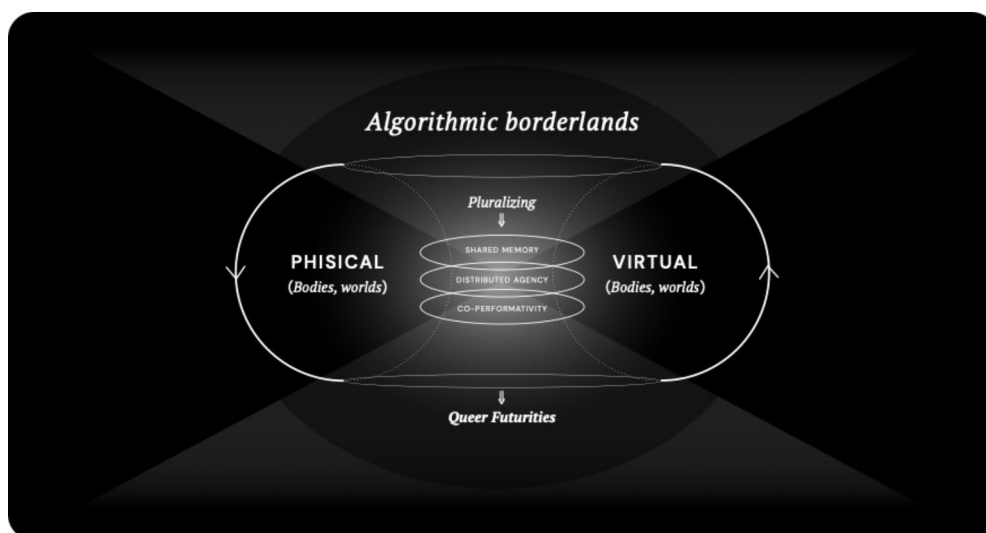 Algorithmic borderlands
Pluralizing
SHARED MEMORY
DISTRIBUTED AGENCY
CO-PERFORMATIVITY
PHISICAL
(Bodies, worlds)
VIRTUAL
(Bodies, worlds)
Queer Futurities